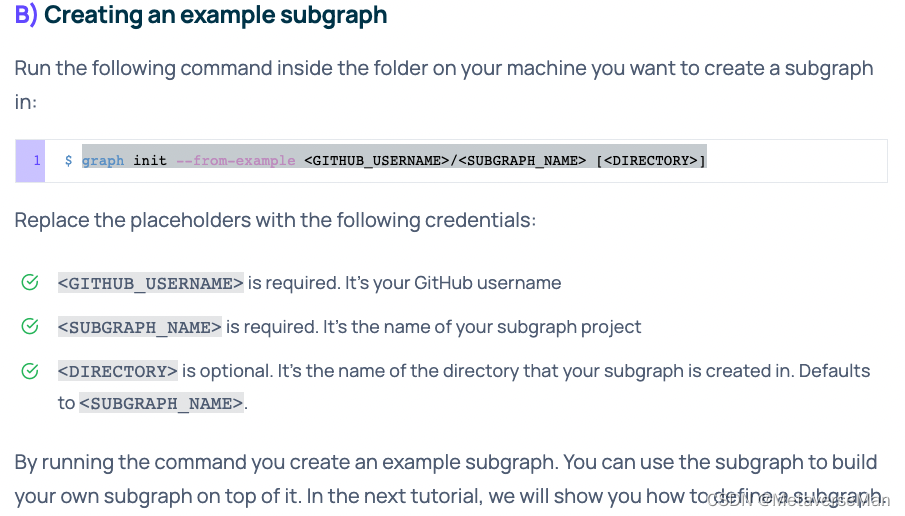 B) Creating an example subgraph
Run the following command inside the folder on your machine you want to create a subgraph
in:
1 $ graph init --from-example <GITHUB_USERNAME>/<SUBGRAPH_NAME> [<DIRECTORY>]
Replace the placeholders with the following credentials:
<GITHUB_USERNAME> is required. It's your GitHub username
<SUBGRAPH_NAME> is required. It's the name of your subgraph project
<DIRECTORY> is optional. It's the name of the directory that your subgraph is created in. Defaults
to <SUBGRAPH_NAME>.
By running the command you create an example subgraph. You can use the subgraph to build
your own subgraph on top of it. In the next tutorial, we will show you how to define a subgraph.
CSDN @MetaverseMan